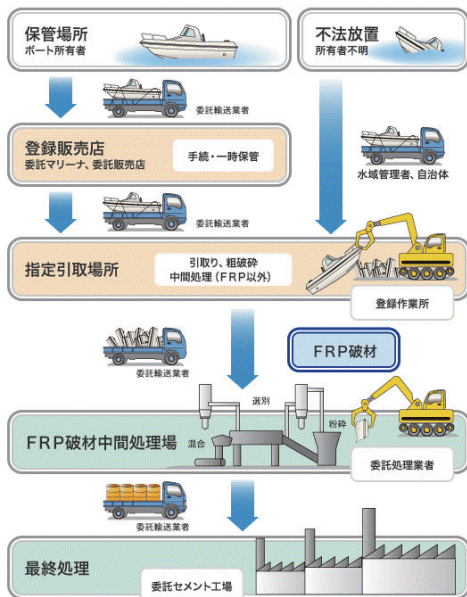 保管場所
ボート所有者
不法放置
所有者不明
委託輸送業者
登録販売店
委託マリーナ、委託販売店
手続・一時保管
水域管理者、自治体
委託輸送業者
指定引取場所
引取り、粗破砕
中間処理（FRP以外）
登録作業所
FRP破材
委託輸送業者
選別
粉砕
混合
FRP破材中間処理場
委託処理業者
委託輸送業者
最終処理
委託セメント工場